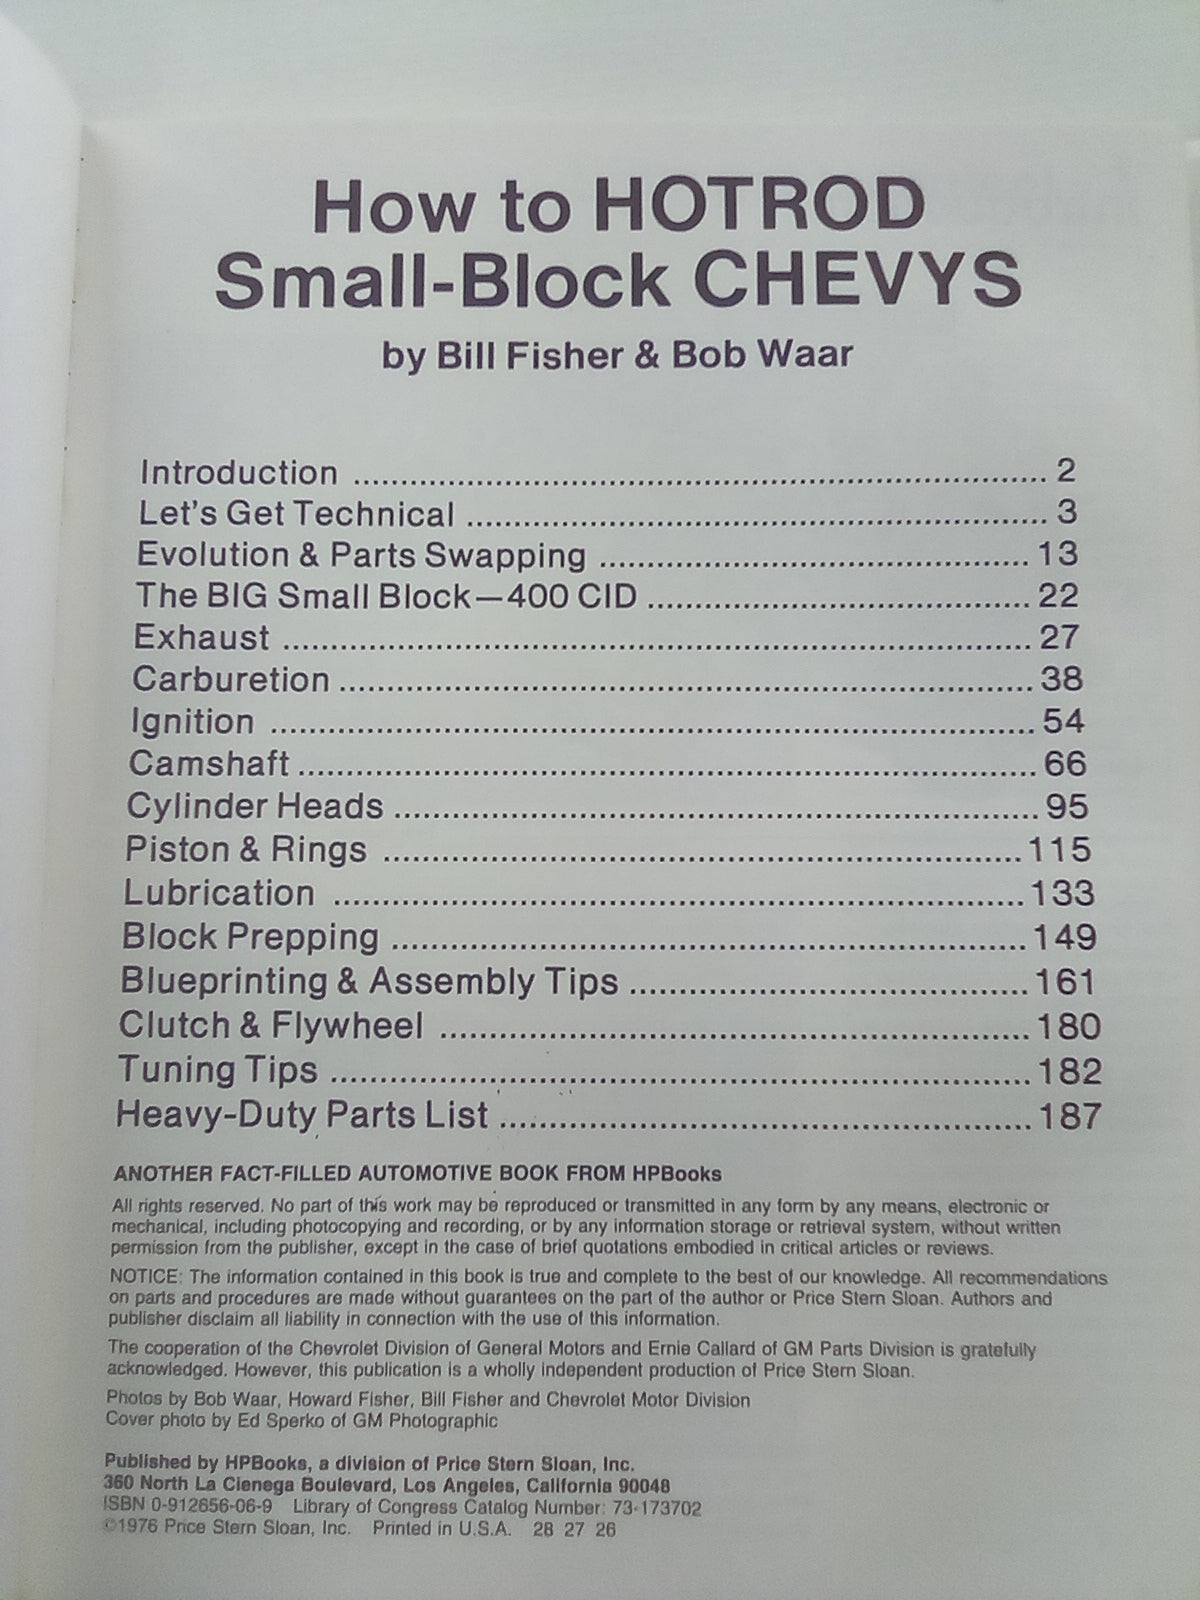 How to HOTROD
Small-Block CHEVYS
by Bill Fisher & Bob Waar
Introduction ........................................................................ 2
Let's Get Technical ............................................................ 3
Evolution & Parts Swapping ............................................ 13
The BIG Small Block—400 CID ....................................... 22
Exhaust ............................................................................. 27
Carburetion ....................................................................... 38
Ignition .............................................................................. 54
Camshaft ........................................................................... 66
Cylinder Heads ................................................................. 95
Piston & Rings ................................................................. 115
Lubrication ...................................................................... 133
Block Prepping ................................................................ 149
Blueprinting & Assembly Tips ........................................ 161
Clutch & Flywheel ........................................................... 180
Tuning Tips ...................................................................... 182
Heavy-Duty Parts List ..................................................... 187
ANOTHER FACT-FILLED AUTOMOTIVE BOOK FROM HPBooks
All rights reserved. No part of this work may be reproduced or transmitted in any form by any means, electronic or
mechanical, including photocopying and recording, or by any information storage or retrieval system, without written
permission from the publisher, except in the case of brief quotations embodied in critical articles or reviews.
NOTICE: The information contained in this book is true and complete to the best of our knowledge. All recommendations
on parts and procedures are made without guarantees on the part of the author or Price Stern Sloan. Authors and
publisher disclaim all liability in connection with the use of this information.
The cooperation of the Chevrolet Division of General Motors and Ernie Callard of GM Parts Division is gratefully
acknowledged. However, this publication is a wholly independent production of Price Stern Sloan.
Photos by Bob Waar, Howard Fisher, Bill Fisher and Chevrolet Motor Division
Cover photo by Ed Sperko of GM Photographic
Published by HPBooks, a division of Price Stern Sloan, Inc.
360 North La Cienega Boulevard, Los Angeles, California 90048
ISBN 0-912656-06-9 Library of Congress Catalog Number: 73-173702
©1976 Price Stern Sloan, Inc. Printed in U.S.A. 28 27 26